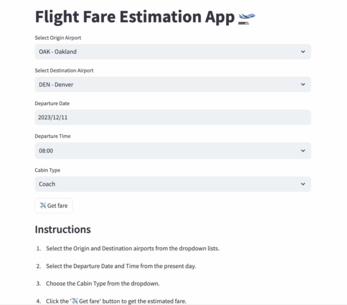 Flight Fare Estimation App 🛫
Select Origin Airport
OAK - Oakland
Select Destination Airport
DEN - Denver
Departure Date
2023/12/11
Departure Time
08:00
Cabin Type
Coach
✈️Get fare
Instructions
1. Select the Origin and Destination airports from the dropdown lists.
2. Select the Departure Date and Time from the present day.
3. Choose the Cabin Type from the dropdown.
4. Click the '✈️Get fare' button to get the estimated fare.